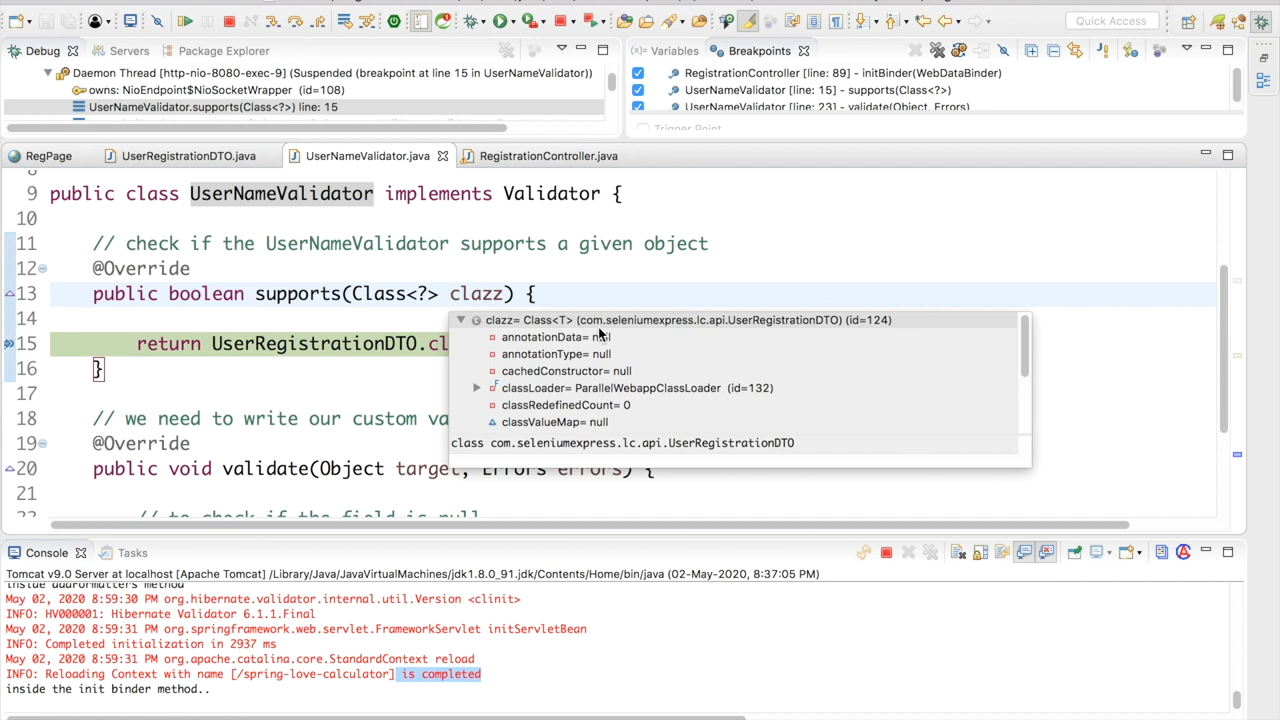 Quick Access
Debug Servers Package Explorer
Daemon Thread [http-nio-8080-exec-9] (Suspended (breakpoint at line 15 in UserNameValidator))
owns: NioEndpoint$NioSocketWrapper (id=108)
UserNameValidator.supports(Class<?>) line: 15
(x)= Variables Breakpoints
RegistrationController [line: 89] - initBinder(WebDataBinder)
UserNameValidator [line: 15] - supports(Class<?>)
UserNameValidator [line: 23] - validate(Object, Errors)
Trigger Point
RegPage UserRegistrationDTO.java UserNameValidator.java RegistrationController.java
8
9 public class UserNameValidator implements Validator {
10
11 // check if the UserNameValidator supports a given object
12 @Override
13 public boolean supports(Class<?> clazz) {
14
15 return UserRegistrationDTO.cl
16 }
17
18 // we need to write our custom va
19 @Override
20 public void validate(Object target, Errors errors) {
21
22 // to check if the field is null
clazz= Class<T> (com.seleniumexpress.lc.api.UserRegistrationDTO) (id=124)
annotationData= null
annotationType= null
cachedConstructor= null
classLoader= ParallelWebappClassLoader (id=132)
classRedefinedCount= 0
classValueMap= null
class com.seleniumexpress.lc.api.UserRegistrationDTO
Console Tasks
Tomcat v9.0 Server at localhost [Apache Tomcat] /Library/Java/JavaVirtualMachines/jdk1.8.0_91.jdk/Contents/Home/bin/java (02-May-2020, 8:37:05 PM)
method
May 02, 2020 8:59:30 PM org.hibernate.validator.internal.util.Version <clinit>
INFO: HV000001: Hibernate Validator 6.1.1.Final
May 02, 2020 8:59:31 PM org.springframework.web.servlet.FrameworkServlet initServletBean
INFO: Completed initialization in 2937 ms
May 02, 2020 8:59:31 PM org.apache.catalina.core.StandardContext reload
INFO: Reloading Context with name [/spring-love-calculator] is completed
inside the init binder method..